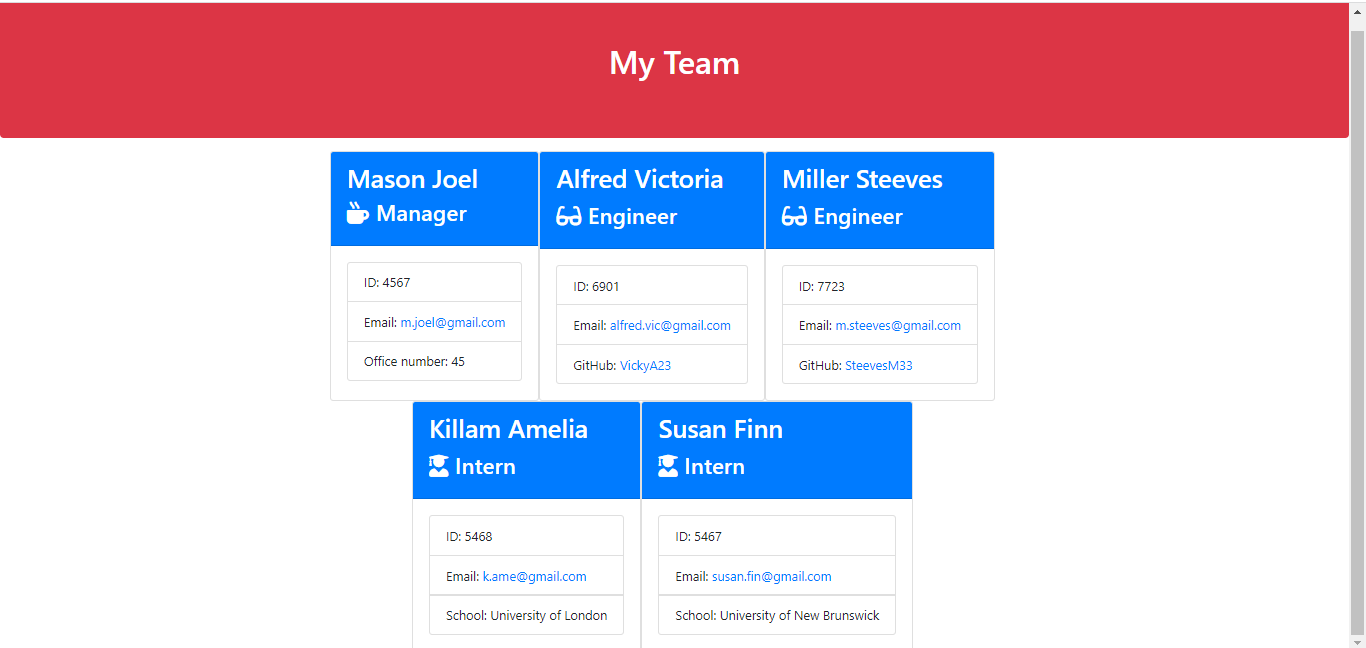 My Team
Mason Joel
Manager
ID: 4567
Email: m.joel@gmail.com
Office number: 45
Alfred Victoria
Engineer
ID: 6901
Email: alfred.vic@gmail.com
GitHub: VickyA23
Miller Steeves
Engineer
ID: 7723
Email: m.steeves@gmail.com
GitHub: SteevesM33
Killam Amelia
Intern
ID: 5468
Email: k.ame@gmail.com
School: University of London
Susan Finn
Intern
ID: 5467
Email: susan.fin@gmail.com
School: University of New Brunswick